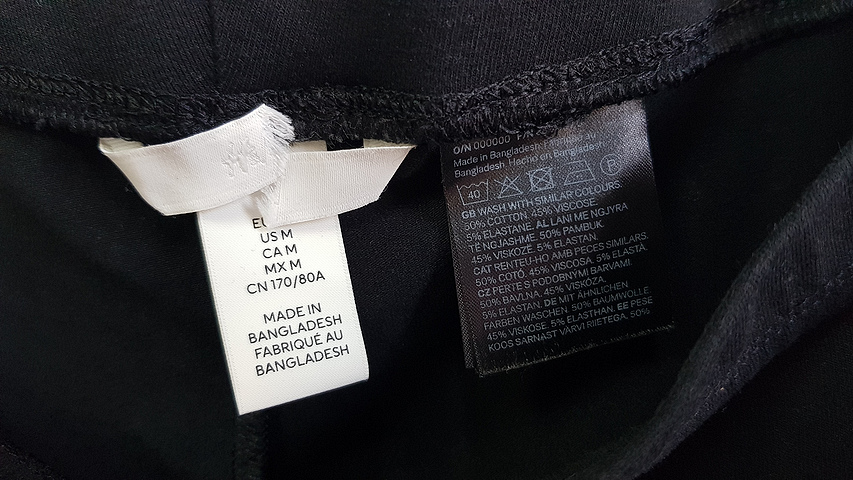 H&M
EU
US M
CA M
MX M
CN 170/80A
MADE IN
BANGLADESH
FABRIQUÉ AU
BANGLADESH
O/N 000000 P/N
Made in Bangladesh. Fabriqué au
Bangladesh. Hecho en Bangladesh.
40 P
GB WASH WITH SIMILAR COLOURS.
50% COTTON. 45% VISCOSE.
5% ELASTANE. AL LANI ME NGJYRA
TË NGJASHME. 50% PAMBUK.
45% VISKOZË. 5% ELASTAN.
CAT RENTEU-HO AMB PECES SIMILARS.
50% COTÓ. 45% VISCOSA. 5% ELASTÀ.
CZ PERTE S PODOBNÝMI BARVAMI.
50% BAVLNA. 45% VISKÓZA.
5% ELASTAN. DE MIT ÄHNLICHEN
FARBEN WASCHEN. 50% BAUMWOLLE
45% VISKOSE. 5% ELASTHAN. EE PESE
KOOS SARNAST VÄRVI RIIETEGA. 50%